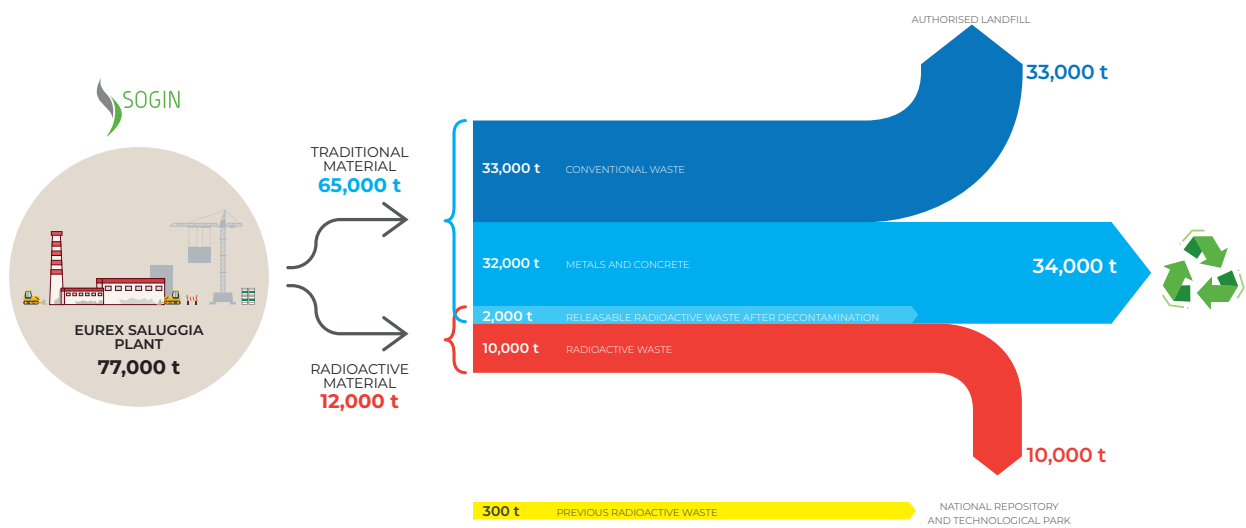 SOGIN
EUREX SALUGGIA
PLANT
77,000 t
TRADITIONAL
MATERIAL
65,000 t
RADIOACTIVE
MATERIAL
12,000 t
AUTHORISED LANDFILL
33,000 t
33,000 t CONVENTIONAL WASTE
32,000 t METALS AND CONCRETE
34,000 t
2,000 t RELEASABLE RADIOACTIVE WASTE AFTER DECONTAMINATION
10,000 t RADIOACTIVE WASTE
10,000 t
300 t PREVIOUS RADIOACTIVE WASTE
NATIONAL REPOSITORY
AND TECHNOLOGICAL PARK